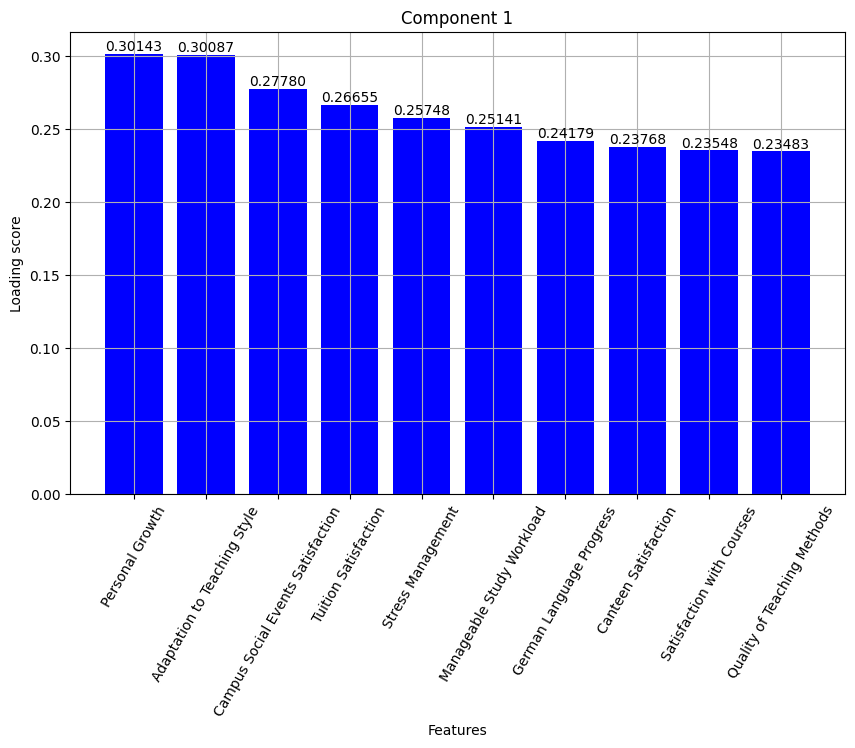 Component 1
Loading score
0.30
0.25
0.20
0.15
0.10
0.05
0.00
0.30143
0.30087
0.27780
0.26655
0.25748
0.25141
0.24179
0.23768
0.23548
0.23483
Personal Growth
Adaptation to Teaching Style
Campus Social Events Satisfaction
Tuition Satisfaction
Stress Management
Manageable Study Workload
German Language Progress
Canteen Satisfaction
Satisfaction with Courses
Quality of Teaching Methods
Features